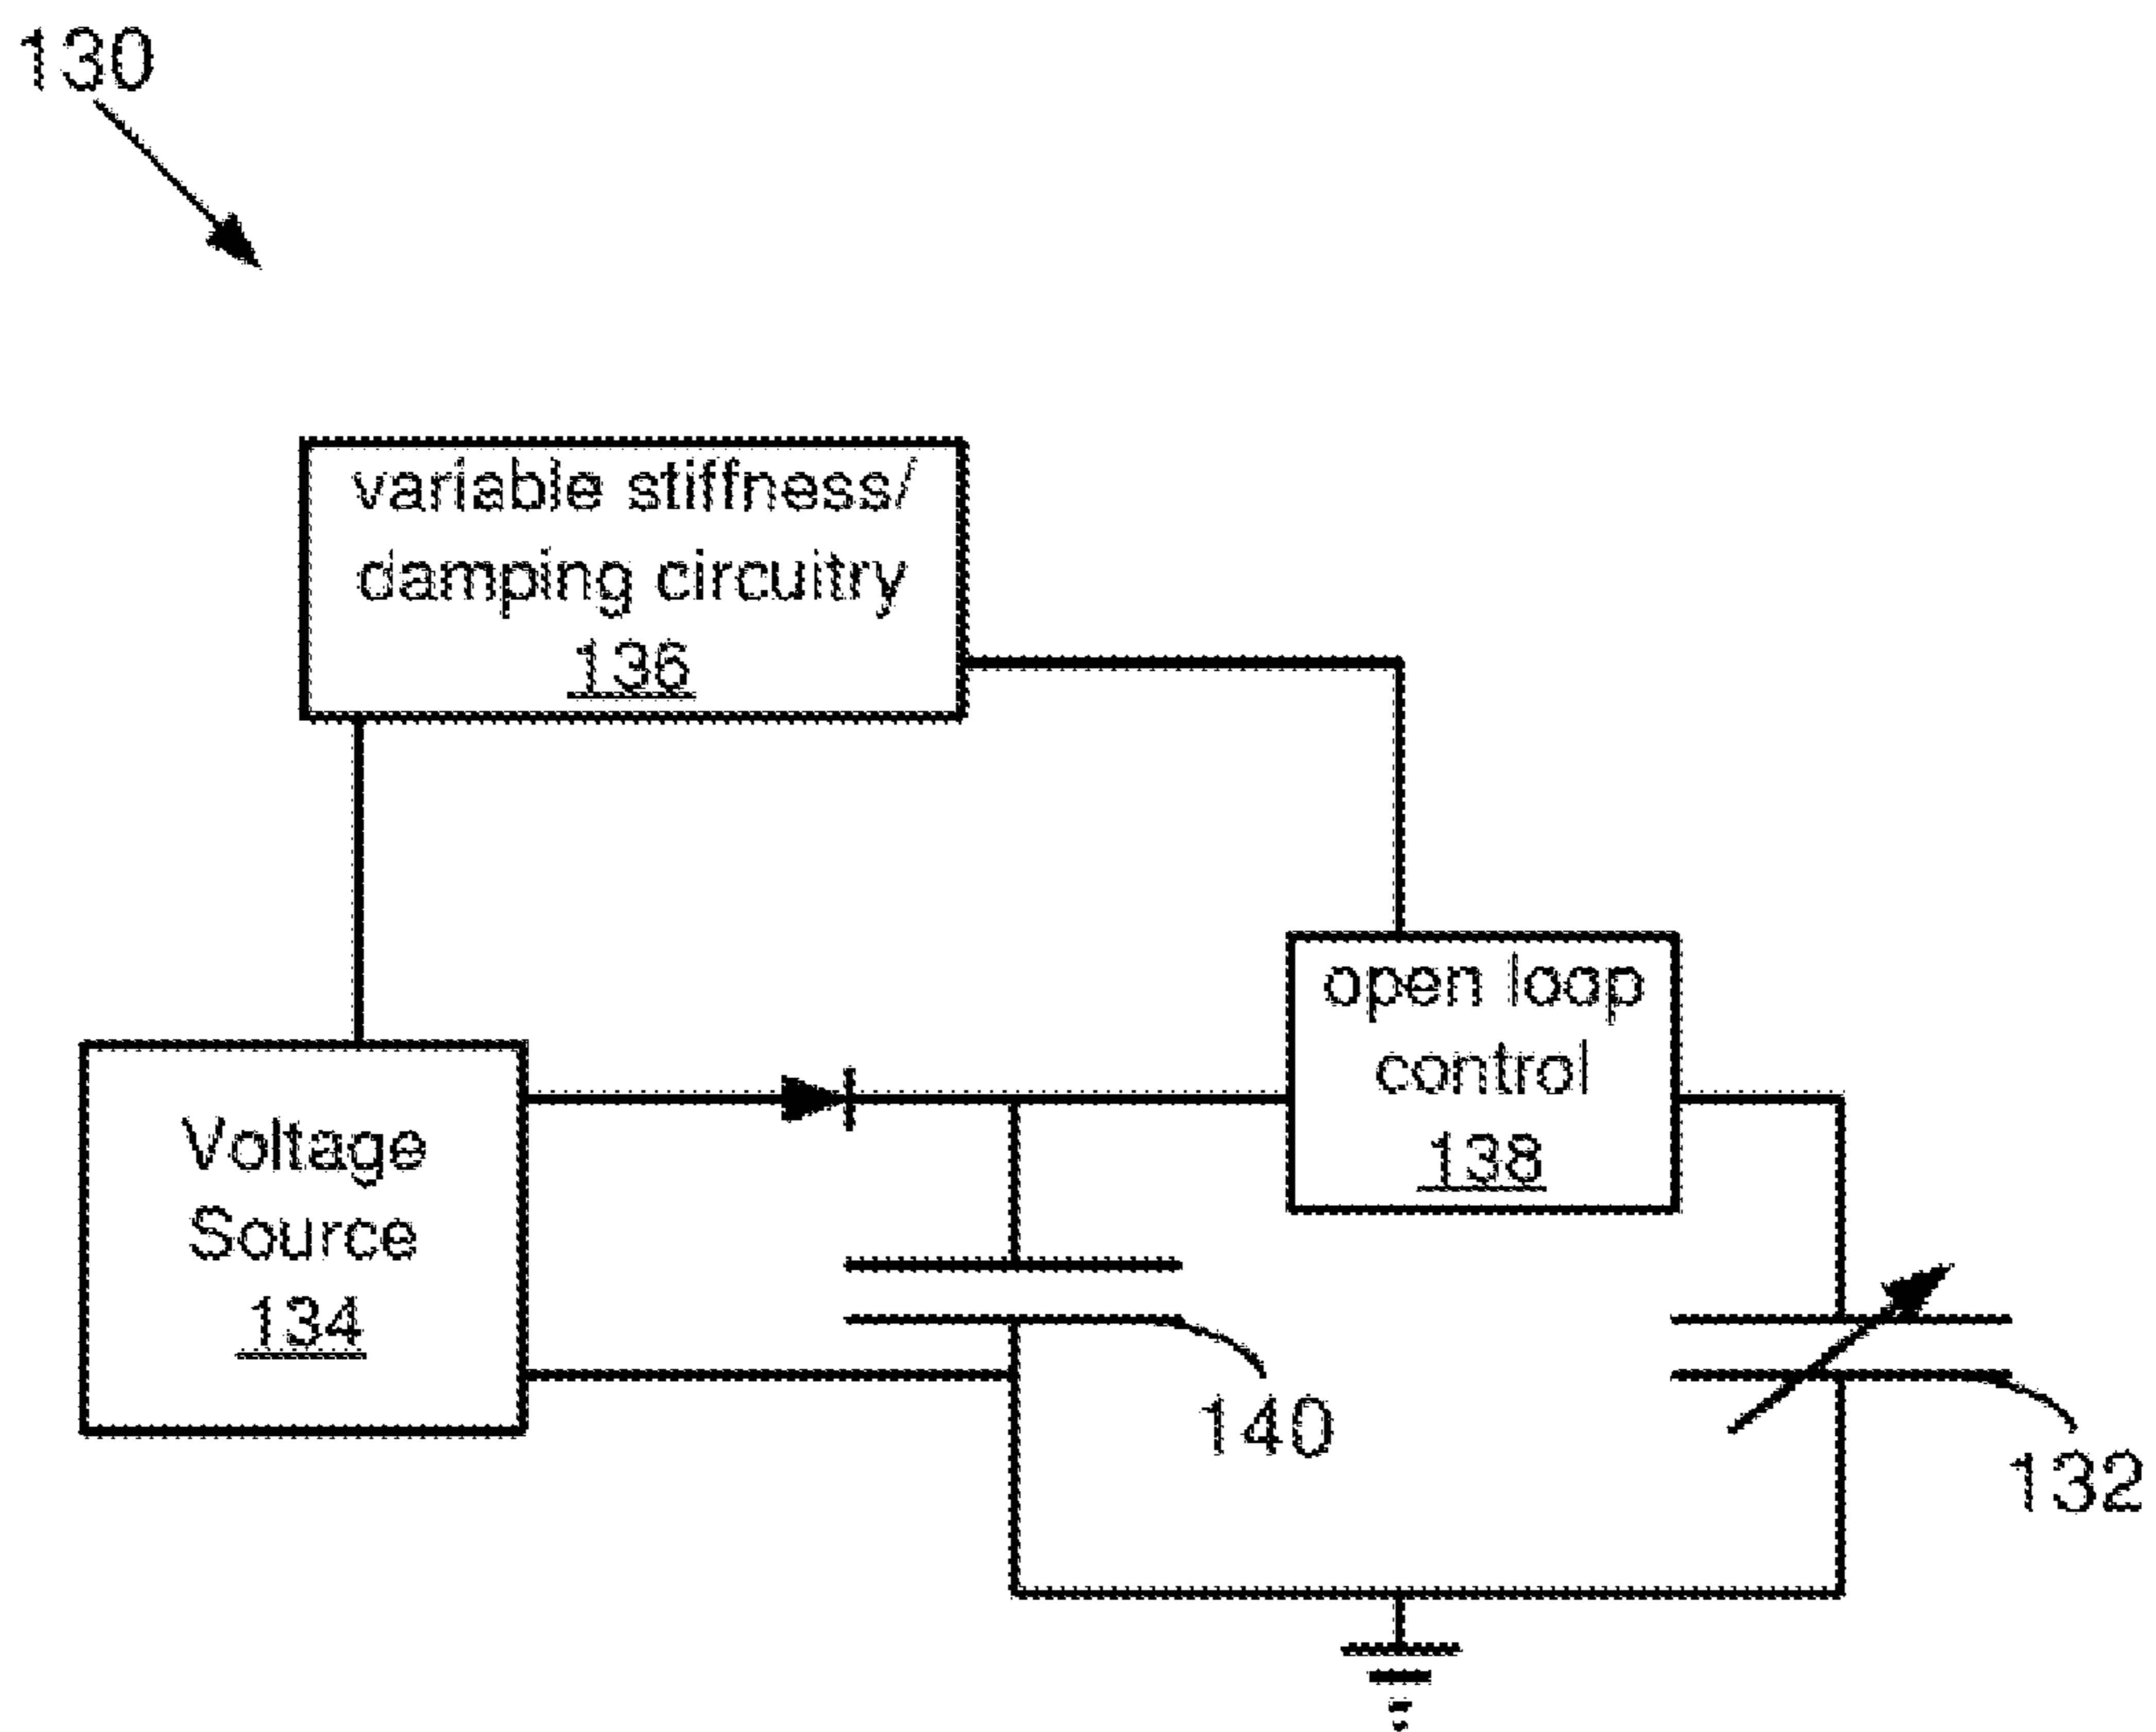 130
variable stiffness/
damping circuitry
136
open loop
control
138
Voltage
Source
134
140
132